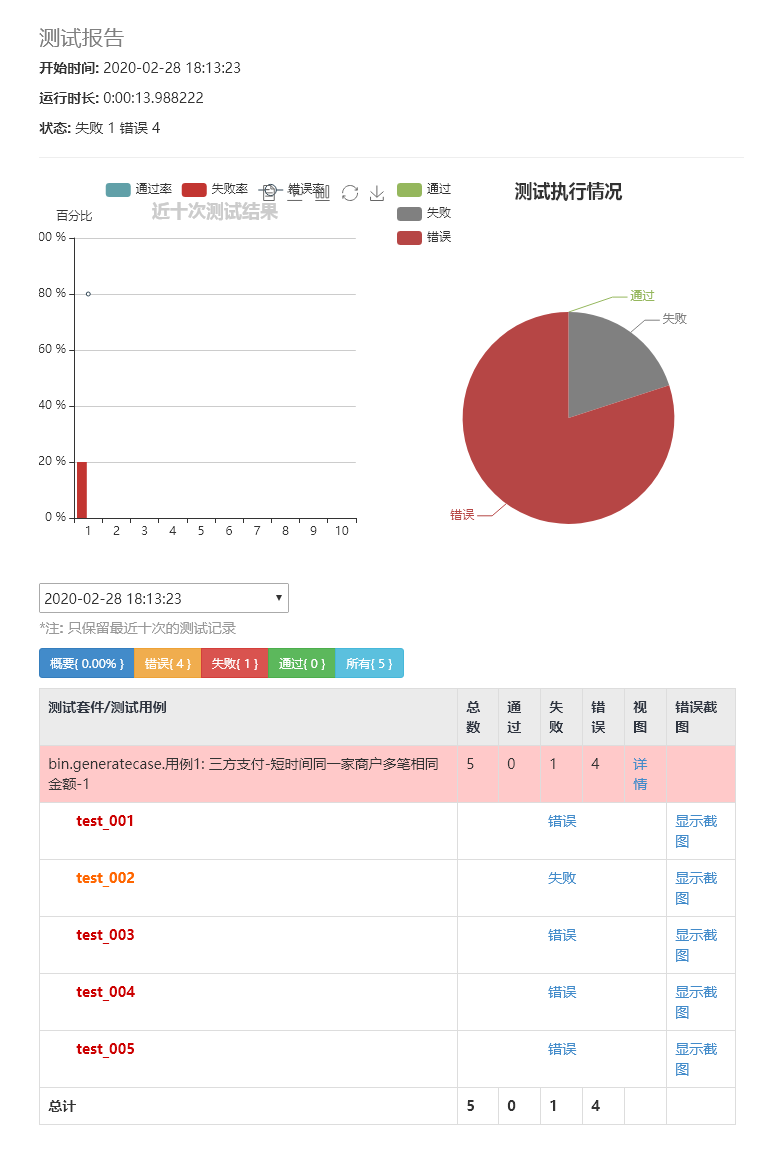 测试报告
开始时间: 2020-02-28 18:13:23
运行时长: 0:00:13.988222
状态: 失败 1 错误 4
通过率 失败率 错误率
近十次测试结果
百分比
00 %
80 %
60 %
40 %
20 %
0 %
1 2 3 4 5 6 7 8 9 10
通过
失败
错误
测试执行情况
通过
失败
错误
2020-02-28 18:13:23
*注: 只保留最近十次的测试记录
概要{ 0.00% } 错误{ 4 } 失败{ 1 } 通过{ 0 } 所有{ 5 }
测试套件/测试用例 总数 通过 失败 错误 视图 错误截图
bin.generatecase.用例1: 三方支付-短时间同一家商户多笔相同
金额-1 5 0 1 4 详情
test_001 错误 显示截图
test_002 失败 显示截图
test_003 错误 显示截图
test_004 错误 显示截图
test_005 错误 显示截图
总计 5 0 1 4